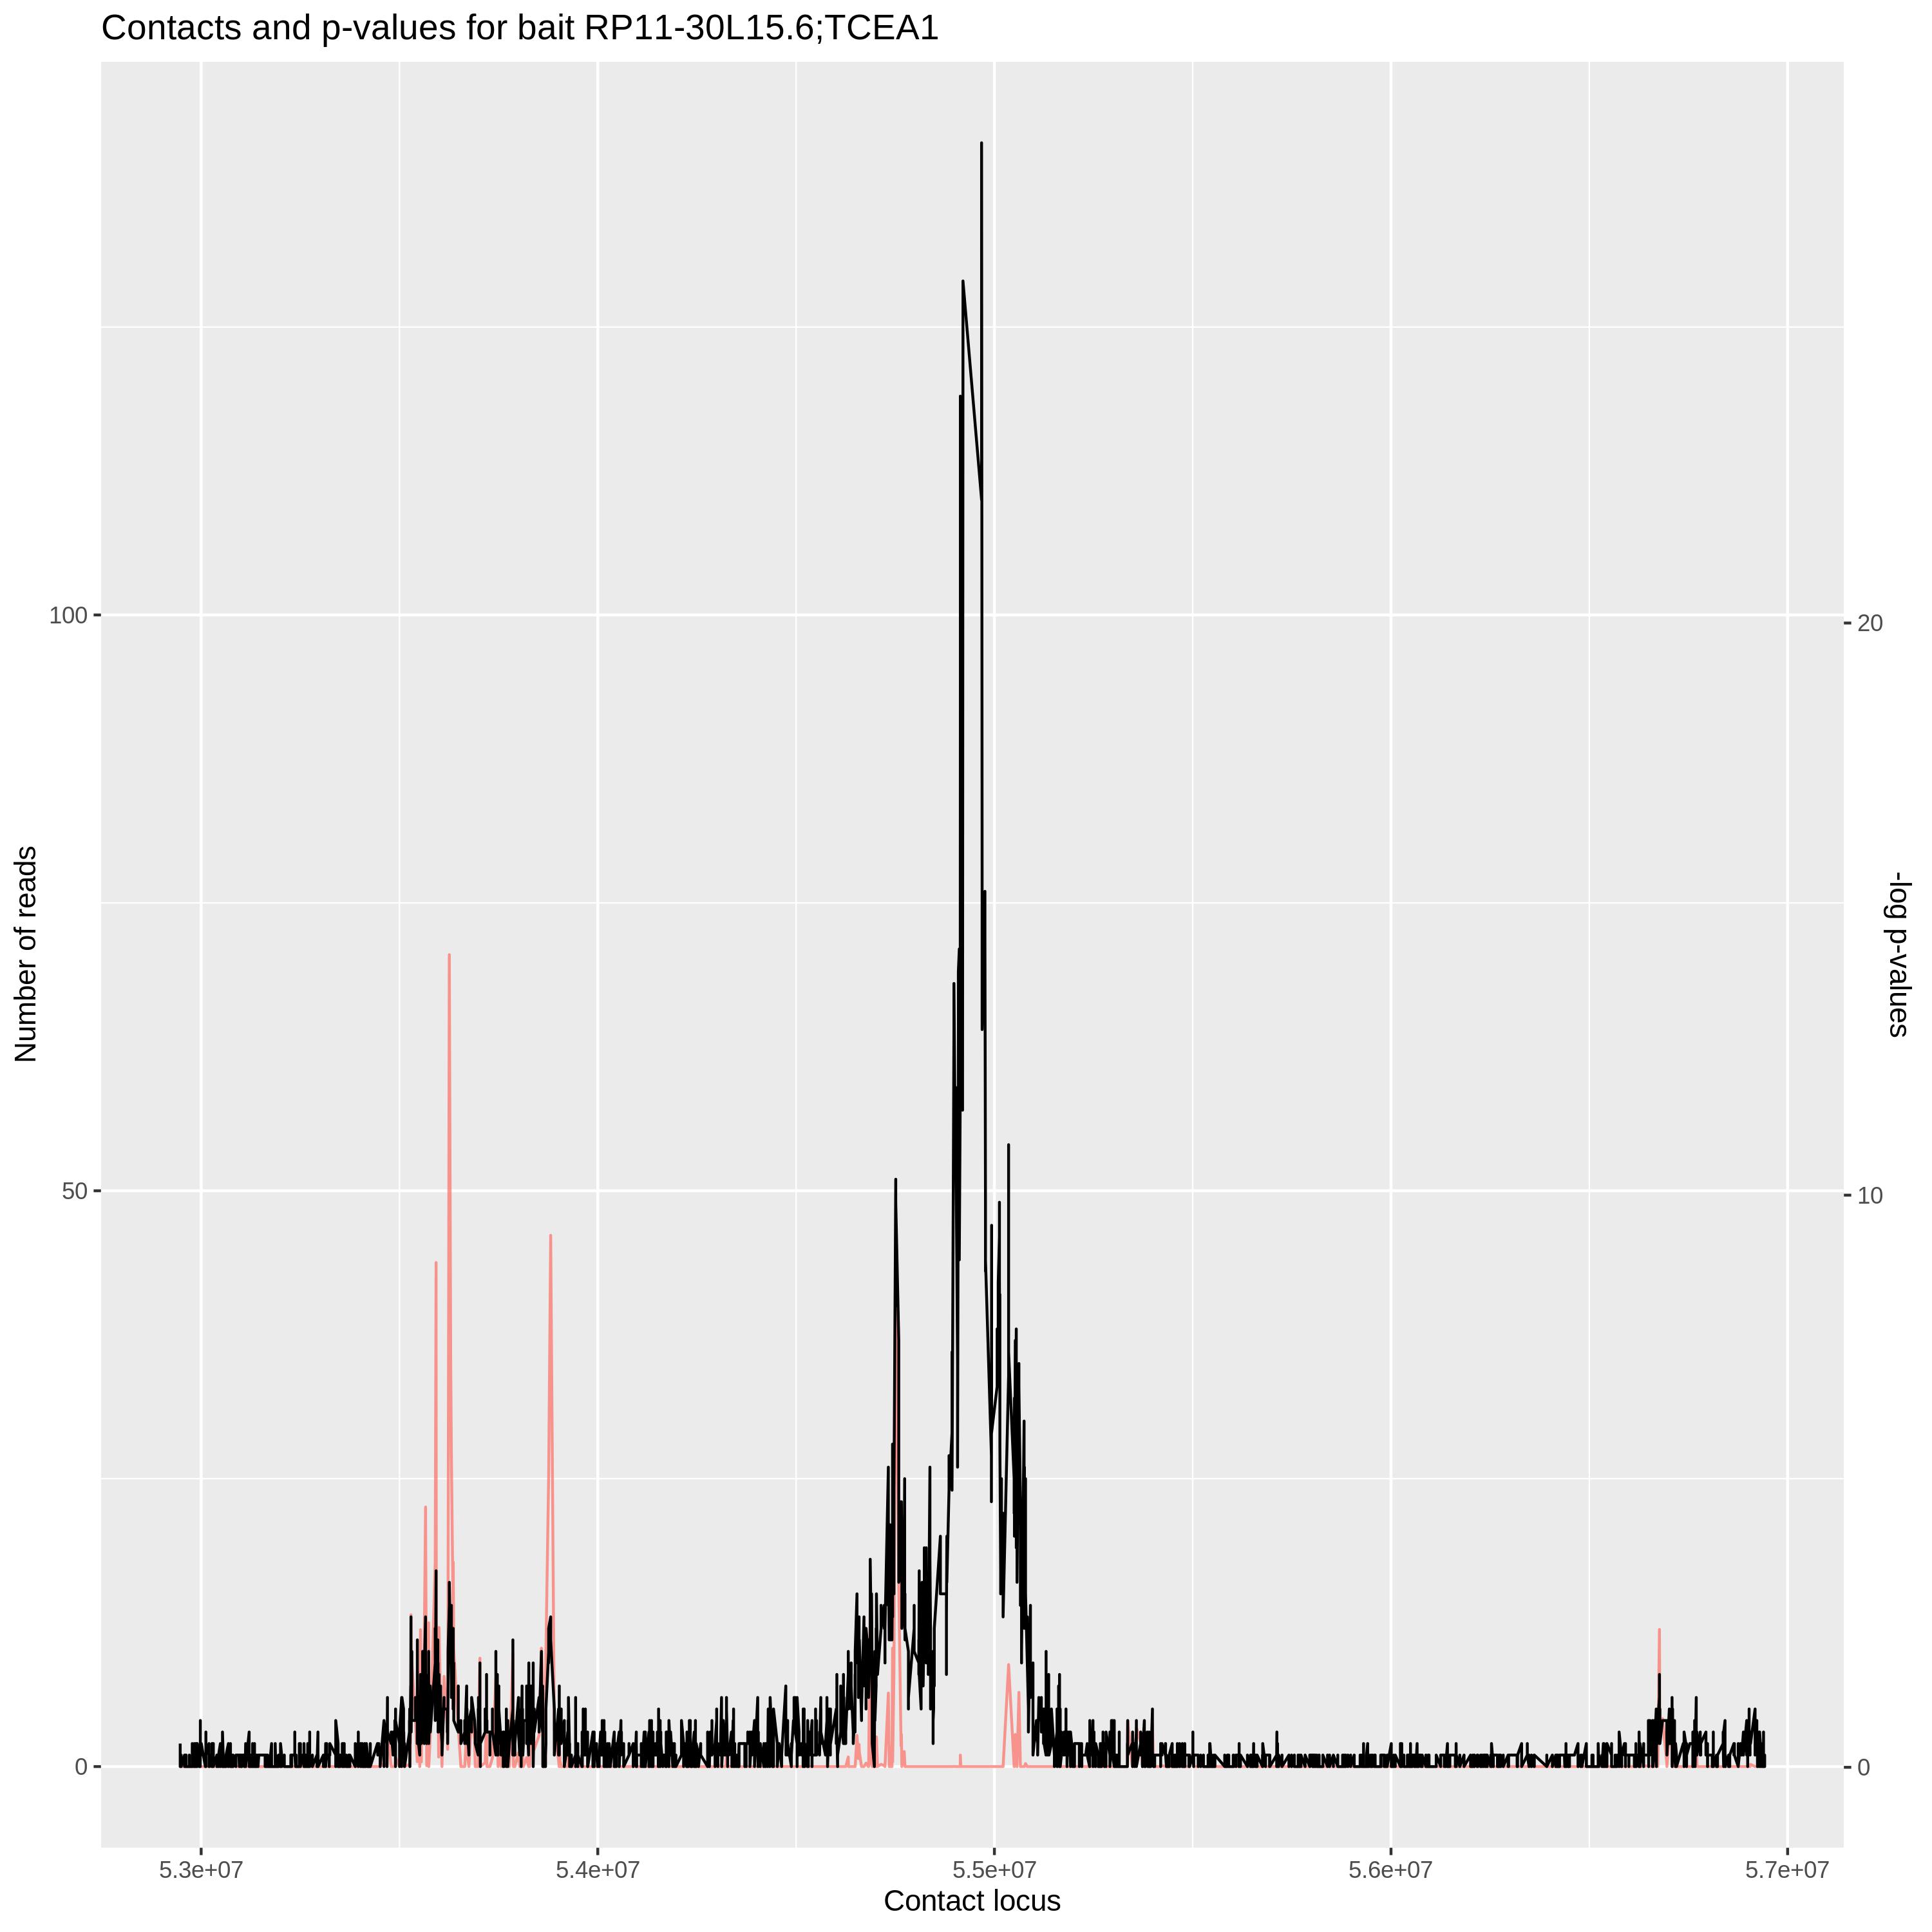 Contacts and p-values for bait RP11-30L15.6;TCEA1
100
50
0
Number of reads
20
10
0
-log p-values
5.3e+07
5.4e+07
5.5e+07
5.6e+07
5.7e+07
Contact locus